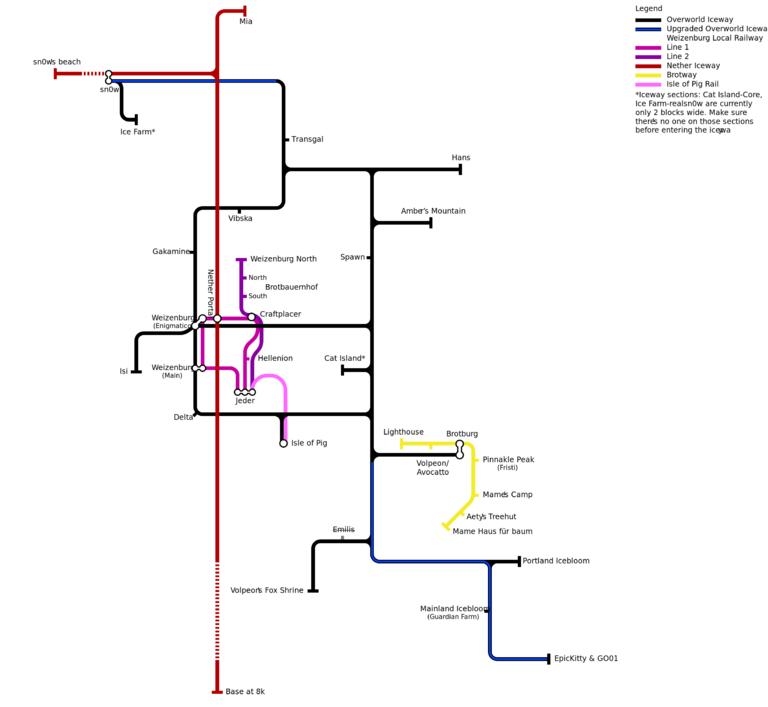 Legend
Overworld Iceway
Upgraded Overworld Icewa
Weizenburg Local Railway
Line 1
Line 2
Nether Iceway
Brotway
Isle of Pig Rail
*Iceway sections: Cat Island-Core,
Ice Farm-realsn0w are currently
only 2 blocks wide. Make sure
there's no one on those sections
before entering the icewa
Mia
sn0w's beach
sn0w
Ice Farm*
Transgal
Hans
Amber's Mountain
Vibska
Gakamine
Spawn
Weizenburg North
North
Brotbauernhof
South
Nether Porta
Weizenburg
(Enigmatic)
Craftplacer
Isi
Weizenburg
(Main)
Hellenion
Cat Island*
Jeder
Delta
Isle of Pig
Lighthouse
Brotburg
Volpeon/
Avocatto
Pinnakle Peak
(Fristi)
Mame's Camp
Aety's Treehut
Mame Haus für baum
Emilis
Volpeon's Fox Shrine
Portland Icebloom
Mainland Icebloom
(Guardian Farm)
EpicKitty & GO01
Base at 8k